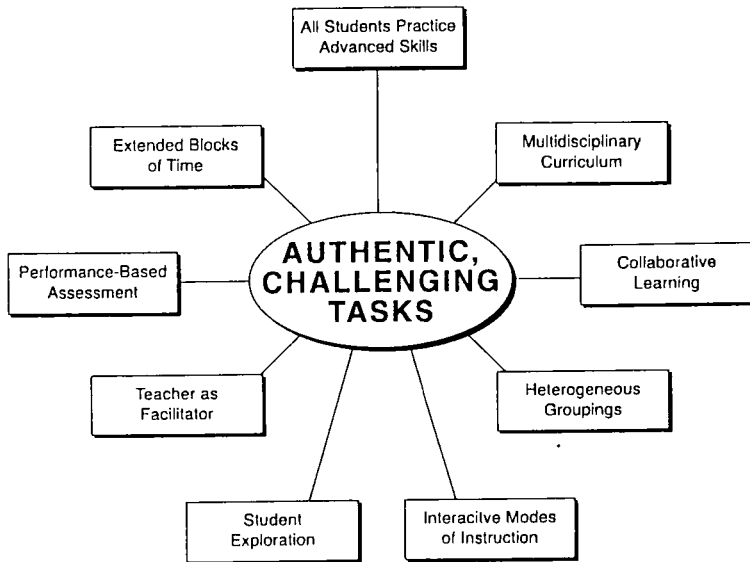 All Students Practice
Advanced Skills
Extended Blocks
of Time
Multidisciplinary
Curriculum
AUTHENTIC,
CHALLENGING
TASKS
Performance-Based
Assessment
Collaborative
Learning
Teacher as
Facilitator
Heterogeneous
Groupings
Student
Exploration
Interacitve Modes
of Instruction